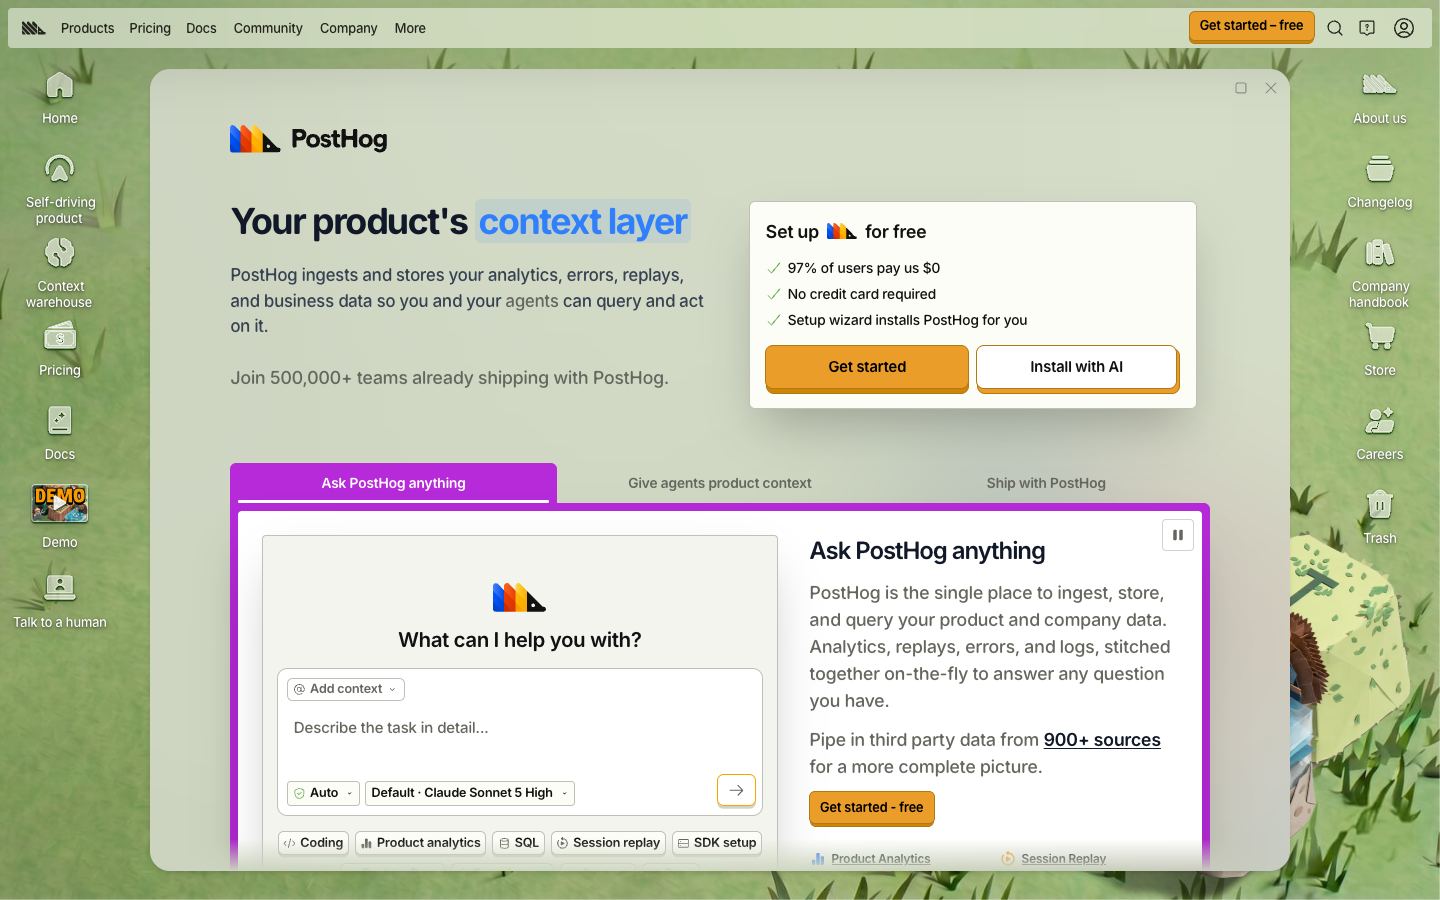 Products Pricing Docs Community Company More
Get started – free
Home
Self-driving
product
Context
warehouse
Pricing
Docs
DEMO
Demo
Talk to a human
About us
Changelog
Company
handbook
Store
Careers
Trash
PostHog
Your product's context layer
PostHog ingests and stores your analytics, errors, replays,
and business data so you and your agents can query and act
on it.
Join 500,000+ teams already shipping with PostHog.
Set up for free
97% of users pay us $0
No credit card required
Setup wizard installs PostHog for you
Get started
Install with AI
Ask PostHog anything
Give agents product context
Ship with PostHog
What can I help you with?
@ Add context
Describe the task in detail...
Auto
Default · Claude Sonnet 5 High
Coding
Product analytics
SQL
Session replay
SDK setup
Ask PostHog anything
PostHog is the single place to ingest, store,
and query your product and company data.
Analytics, replays, errors, and logs, stitched
together on-the-fly to answer any question
you have.
Pipe in third party data from 900+ sources
for a more complete picture.
Get started - free
Product Analytics
Session Replay